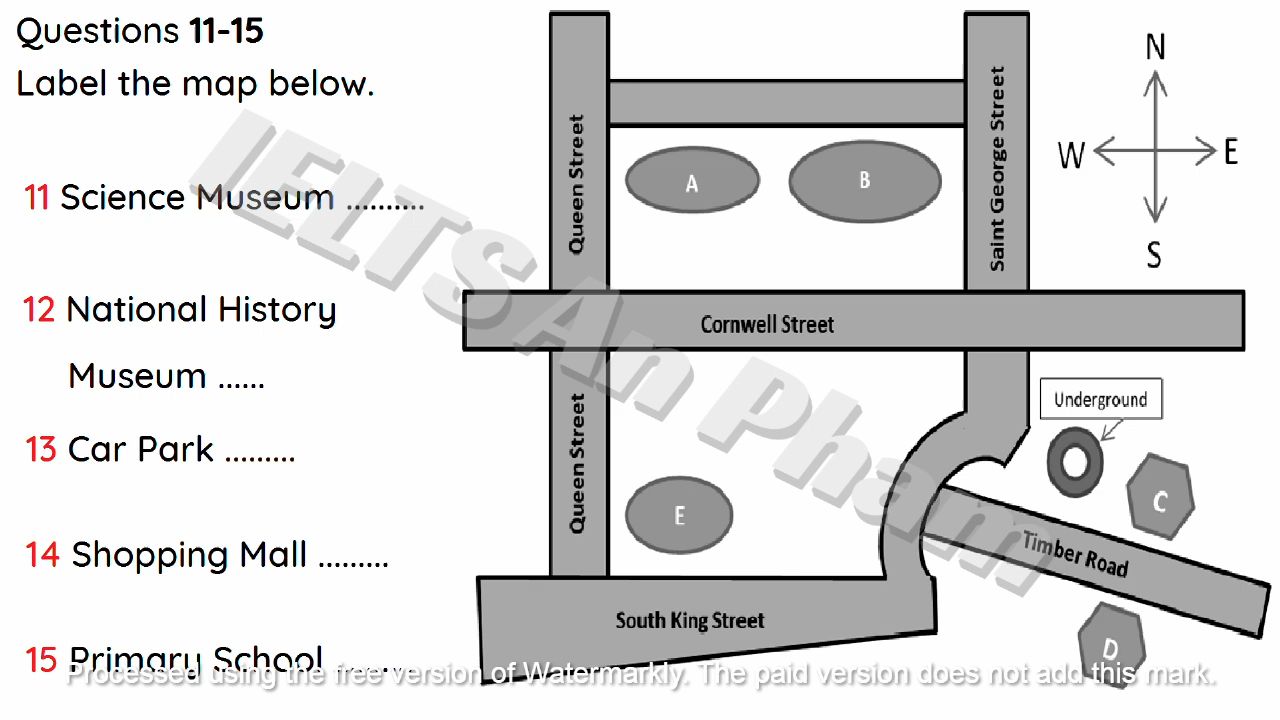 Questions 11-15
Label the map below.
11 Science Museum ..........
12 National History
Museum ......
13 Car Park .........
14 Shopping Mall .........
15 Primary School .........
Queen Street
Saint George Street
A
B
Cornwell Street
Queen Street
Underground
C
E
Timber Road
South King Street
D
N
W
E
S
IELTS An Pham
Processed using the free version of Watermarkly. The paid version does not add this mark.